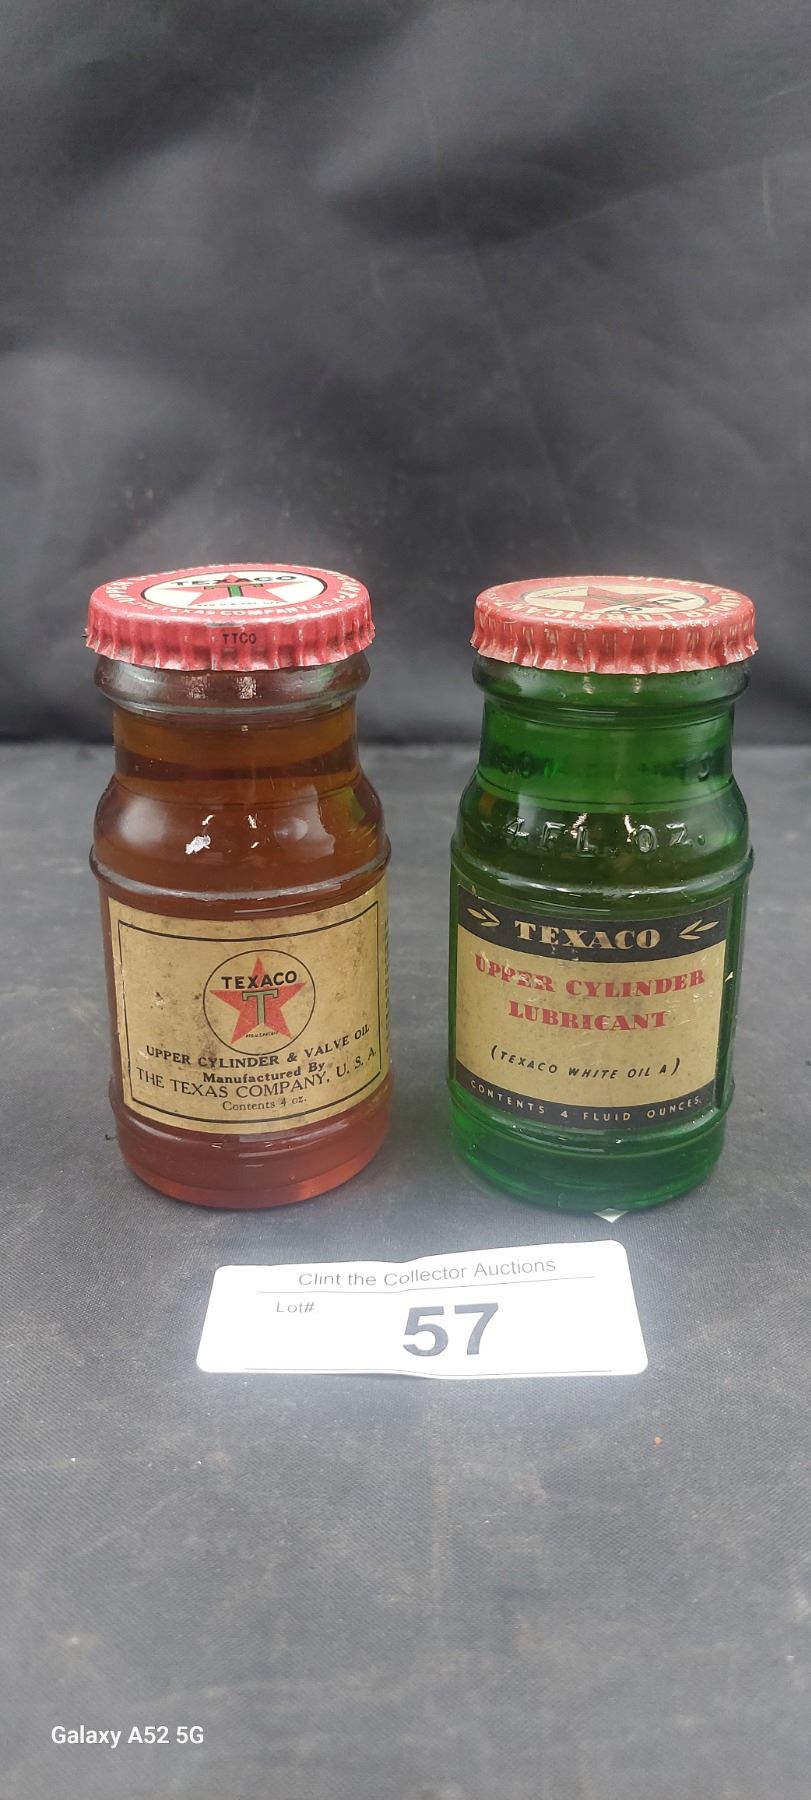 TEXACO
COMPANY U.S.A.
TTCO
4 FL. OZ.
TEXACO
T
UPPER CYLINDER & VALVE OIL
Manufactured By
THE TEXAS COMPANY, U. S. A.
Contents 4 oz.
TEXACO
UPPER CYLINDER
LUBRICANT
(TEXACO WHITE OIL A)
CONTENTS 4 FLUID OUNCES
Clint the Collector Auctions
Lot#:
57
Galaxy A52 5G